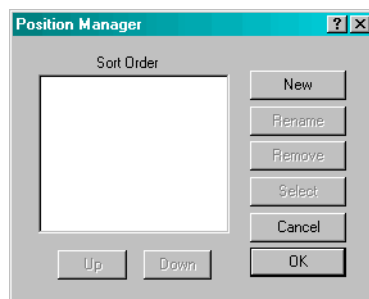 Position Manager
Sort Order
New
Rename
Remove
Select
Cancel
Up
Down
OK